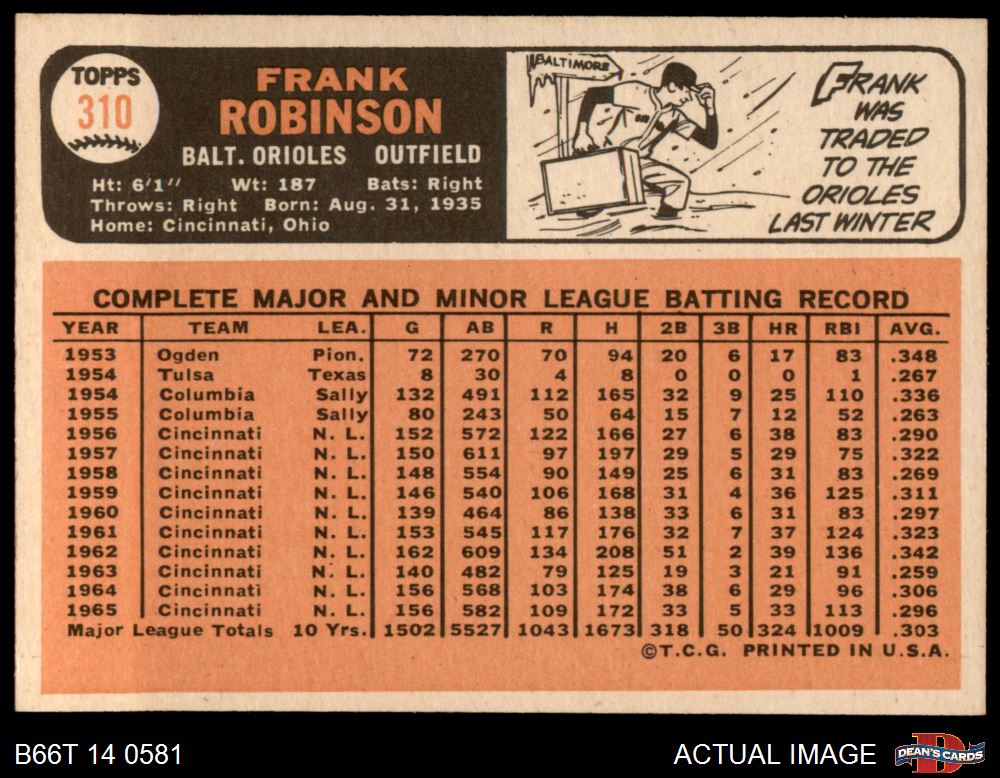 TOPPS
310
FRANK
ROBINSON
BALT. ORIOLES OUTFIELD
Ht: 6'1" Wt: 187 Bats: Right
Throws: Right Born: Aug. 31, 1935
Home: Cincinnati, Ohio
BALTIMORE
FRANK
WAS
TRADED
TO THE
ORIOLES
LAST WINTER
COMPLETE MAJOR AND MINOR LEAGUE BATTING RECORD
YEAR TEAM LEA. G AB R H 2B 3B HR RBI AVG.
1953 Ogden Pion. 72 270 70 94 20 6 17 83 .348
1954 Tulsa Texas 8 30 4 8 0 0 0 1 .267
1954 Columbia Sally 132 491 112 165 32 9 25 110 .336
1955 Columbia Sally 80 243 50 64 15 7 12 52 .263
1956 Cincinnati N. L. 152 572 122 166 27 6 38 83 .290
1957 Cincinnati N. L. 150 611 97 197 29 5 29 75 .322
1958 Cincinnati N. L. 148 554 90 149 25 6 31 83 .269
1959 Cincinnati N. L. 146 540 106 168 31 4 36 125 .311
1960 Cincinnati N. L. 139 464 86 138 33 6 31 83 .297
1961 Cincinnati N. L. 153 545 117 176 32 7 37 124 .323
1962 Cincinnati N. L. 162 609 134 208 51 2 39 136 .342
1963 Cincinnati N. L. 140 482 79 125 19 3 21 91 .259
1964 Cincinnati N. L. 156 568 103 174 38 6 29 96 .306
1965 Cincinnati N. L. 156 582 109 172 33 5 33 113 .296
Major League Totals 10 Yrs. 1502 5527 1043 1673 318 50 324 1009 .303
©T.C.G. PRINTED IN U.S.A.
B66T 14 0581
ACTUAL IMAGE
DEAN'S CARDS